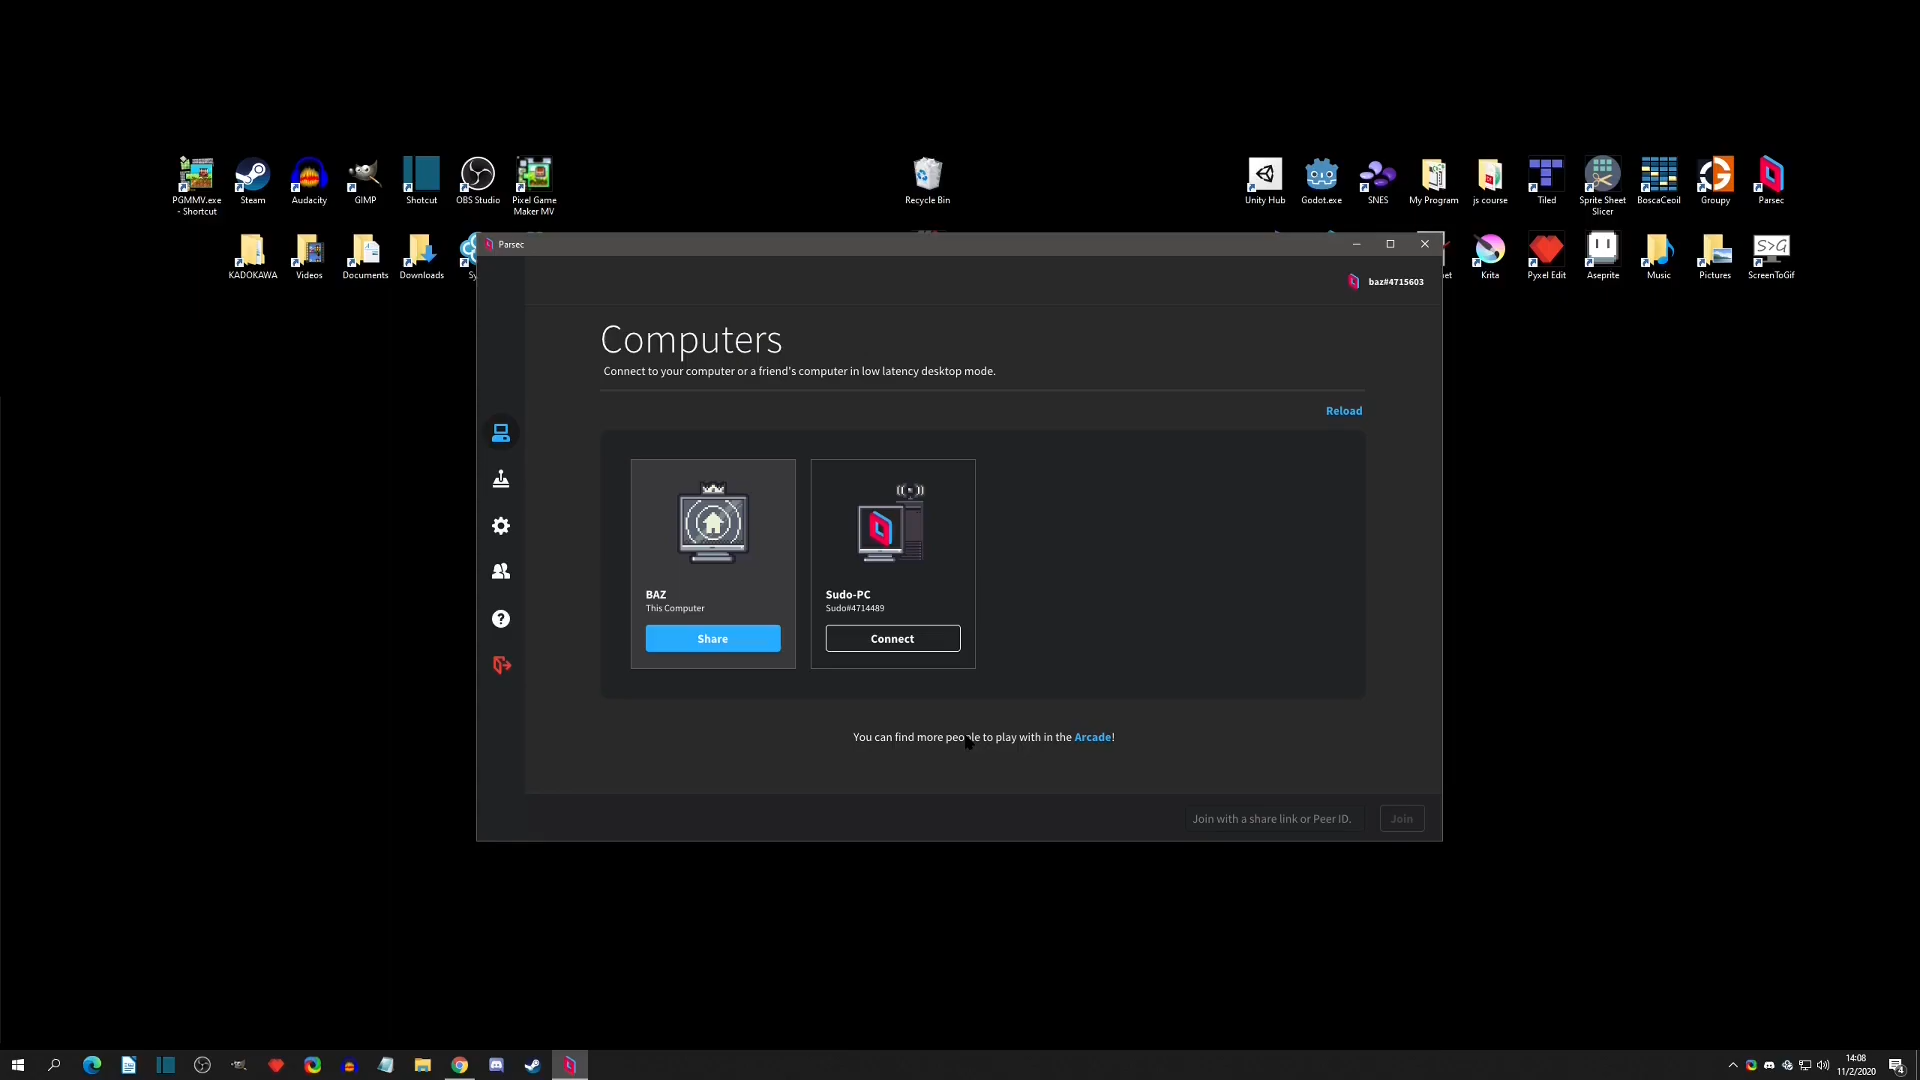 PGMMV.exe
- Shortcut
Steam
Audacity
GIMP
Shotcut
OBS Studio
Pixel Game
Maker MV
Recycle Bin
Unity Hub
Godot.exe
SNES
My Program
js course
Tiled
Sprite Sheet
Slicer
BoscaCeoil
Groupy
Parsec
KADOKAWA
Videos
Documents
Downloads
Sy
Krita
Pyxel Edit
Aseprite
Music
Pictures
S>G
ScreenToGif
Parsec
baz#4715603
Computers
Connect to your computer or a friend's computer in low latency desktop mode.
Reload
BAZ
This Computer
Share
Sudo-PC
Sudo#4714489
Connect
You can find more people to play with in the Arcade!
Join with a share link or Peer ID.
Join
14:08
11/2/2020
4